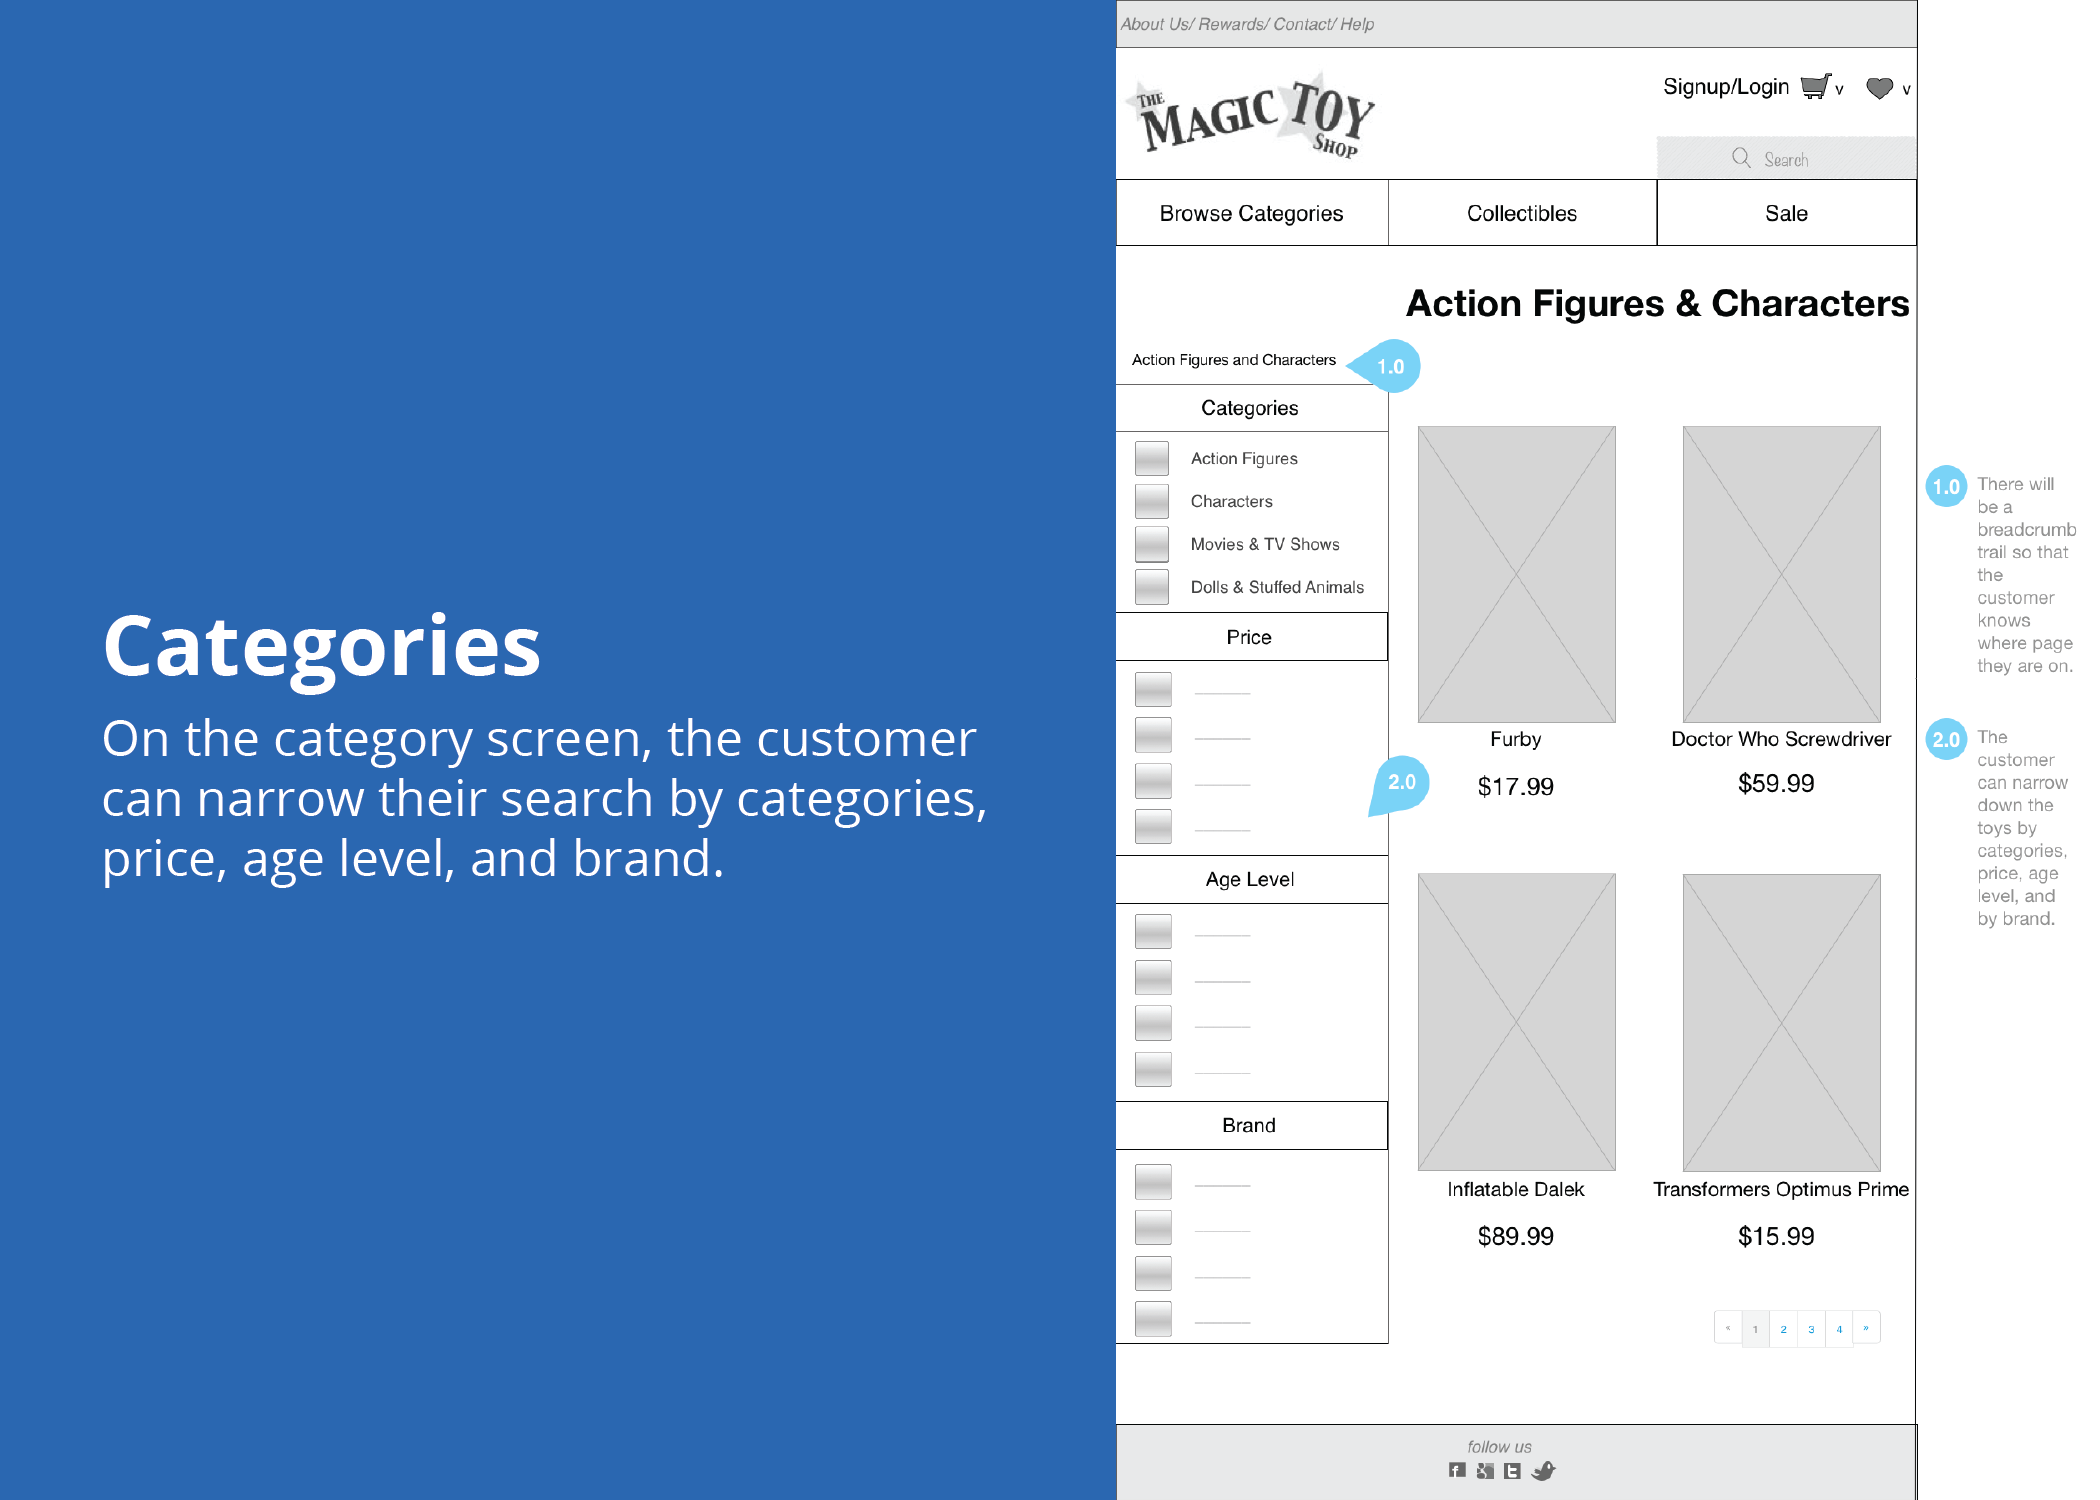 Categories
On the category screen, the customer
can narrow their search by categories,
price, age level, and brand.
About Us/ Rewards/ Contact/ Help
THE
MAGIC TOY
SHOP
Signup/Login v v
Search
Browse Categories
Collectibles
Sale
Action Figures & Characters
Action Figures and Characters
1.0
Categories
Action Figures
Characters
Movies & TV Shows
Dolls & Stuffed Animals
Price
2.0
Age Level
Brand
Furby
$17.99
Doctor Who Screwdriver
$59.99
Inflatable Dalek
$89.99
Transformers Optimus Prime
$15.99
« 1 2 3 4 »
follow us
f t
1.0
There will
be a
breadcrumb
trail so that
the
customer
knows
where page
they are on.
2.0
The
customer
can narrow
down the
toys by
categories,
price, age
level, and
by brand.